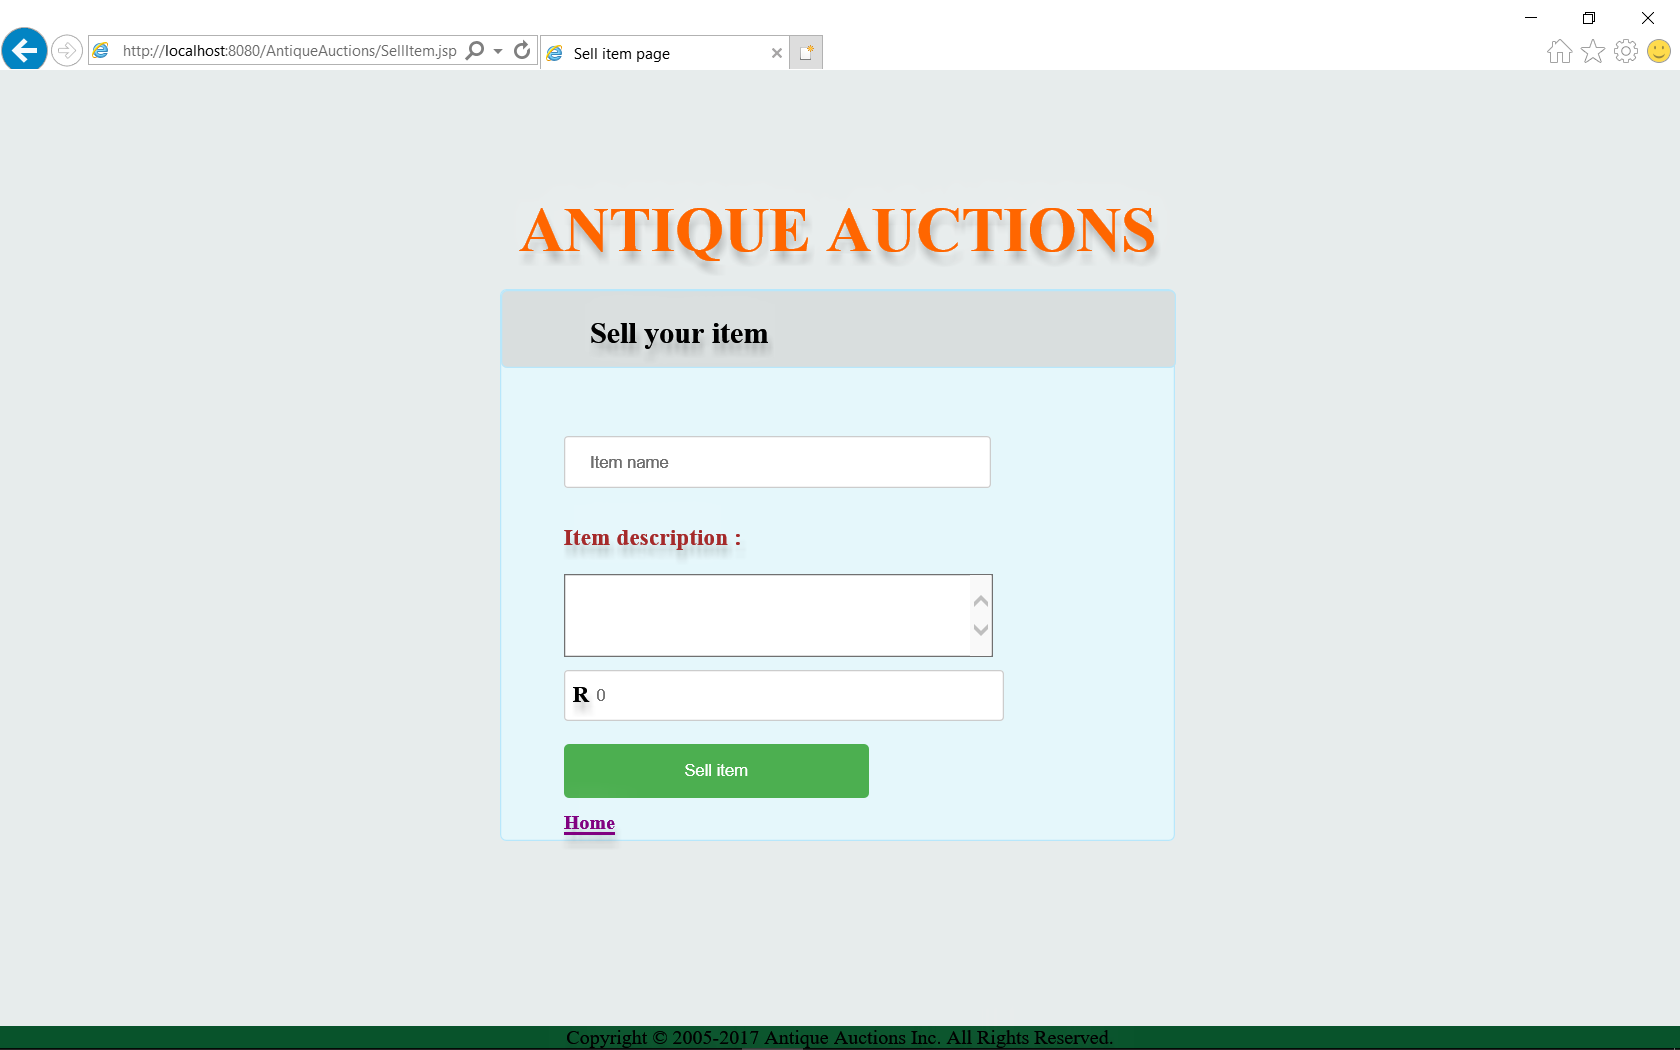 http://localhost:8080/AntiqueAuctions/SellItem.jsp
Sell item page
ANTIQUE AUCTIONS
Sell your item
Item name
Item description :
R 0
Sell item
Home
Copyright © 2005-2017 Antique Auctions Inc. All Rights Reserved.